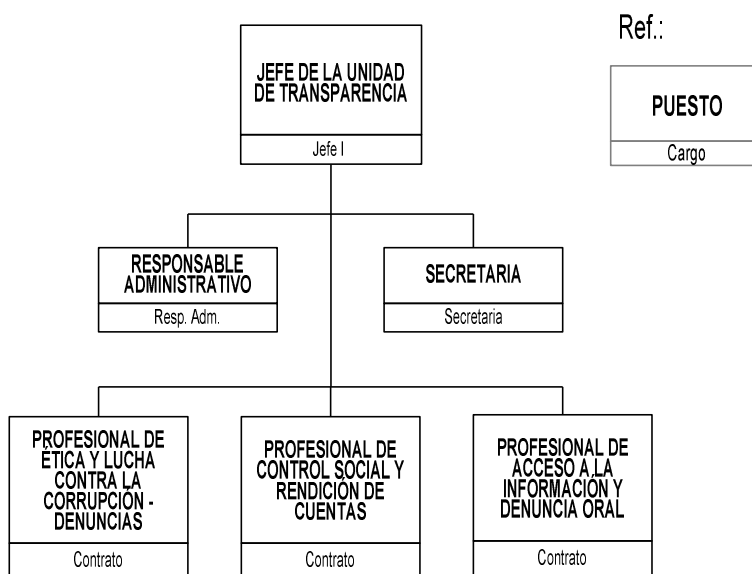 Ref.:
JEFE DE LA UNIDAD
DE TRANSPARENCIA
Jefe I
PUESTO
Cargo
RESPONSABLE
ADMINISTRATIVO
Resp. Adm.
SECRETARIA
Secretaria
PROFESIONAL DE
ÉTICA Y LUCHA
CONTRA LA
CORRUPCIÓN -
DENUNCIAS
Contrato
PROFESIONAL DE
CONTROL SOCIAL Y
RENDICIÓN DE
CUENTAS
Contrato
PROFESIONAL DE
ACCESO A LA
INFORMACIÓN Y
DENUNCIA ORAL
Contrato